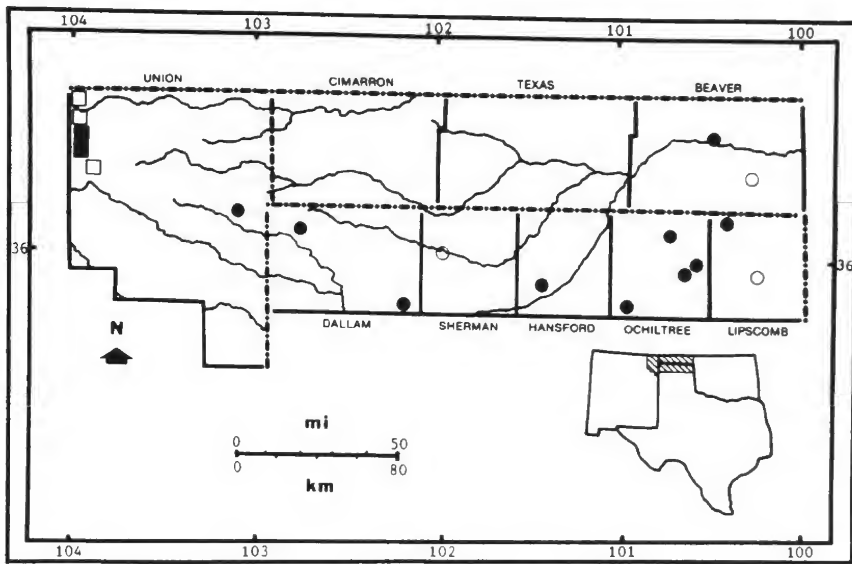 104 103 102 101 100
UNION CIMARRON TEXAS BEAVER
36 36
DALLAM SHERMAN HANSFORD OCHILTREE LIPSCOMB
N
mi
0 50
0 80
km
104 103 102 101 100